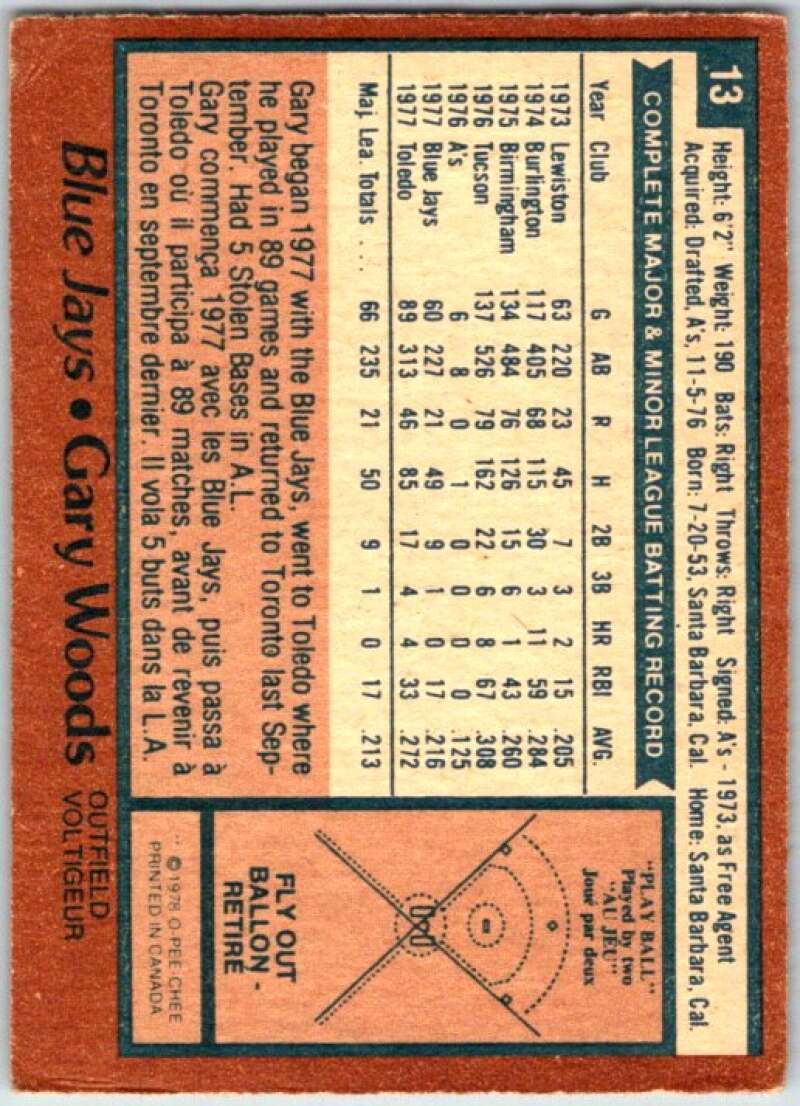 13
Height: 6'2" Weight: 190 Bats: Right Throws: Right Signed: A's - 1973, as Free Agent
Acquired: Drafted, A's, 11-5-76 Born: 7-20-53, Santa Barbara, Cal. Home: Santa Barbara, Cal.
COMPLETE MAJOR & MINOR LEAGUE BATTING RECORD
Year Club G AB R H 2B 3B HR RBI AVG.
1973 Lewiston 63 220 23 45 7 3 2 15 .205
1974 Burlington 117 405 68 115 30 3 11 59 .284
1975 Birmingham 134 484 76 126 15 6 1 43 .260
1976 Tucson 137 526 79 162 22 6 8 67 .308
1976 A's 6 8 0 1 0 0 0 0 .125
1977 Blue Jays 60 227 21 49 9 1 0 17 .216
1977 Toledo 89 313 46 85 17 4 4 33 .272
Maj. Lea. Totals . . . 66 235 21 50 9 1 0 17 .213
Gary began 1977 with the Blue Jays, went to Toledo where
he played in 89 games and returned to Toronto last Sep-
tember. Had 5 Stolen Bases in A.L.
Gary commença 1977 avec les Blue Jays, puis passa à
Toledo où il participa à 89 matches, avant de revenir à
Toronto en septembre dernier. Il vola 5 buts dans la L.A.
"PLAY BALL"
Played by two
"AU JEU"
Joué par deux
FLY OUT
BALLON -
RETIRÉ
** ©1978 O-PEE-CHEE
PRINTED IN CANADA
Blue Jays • Gary Woods
OUTFIELD
VOLTIGEUR